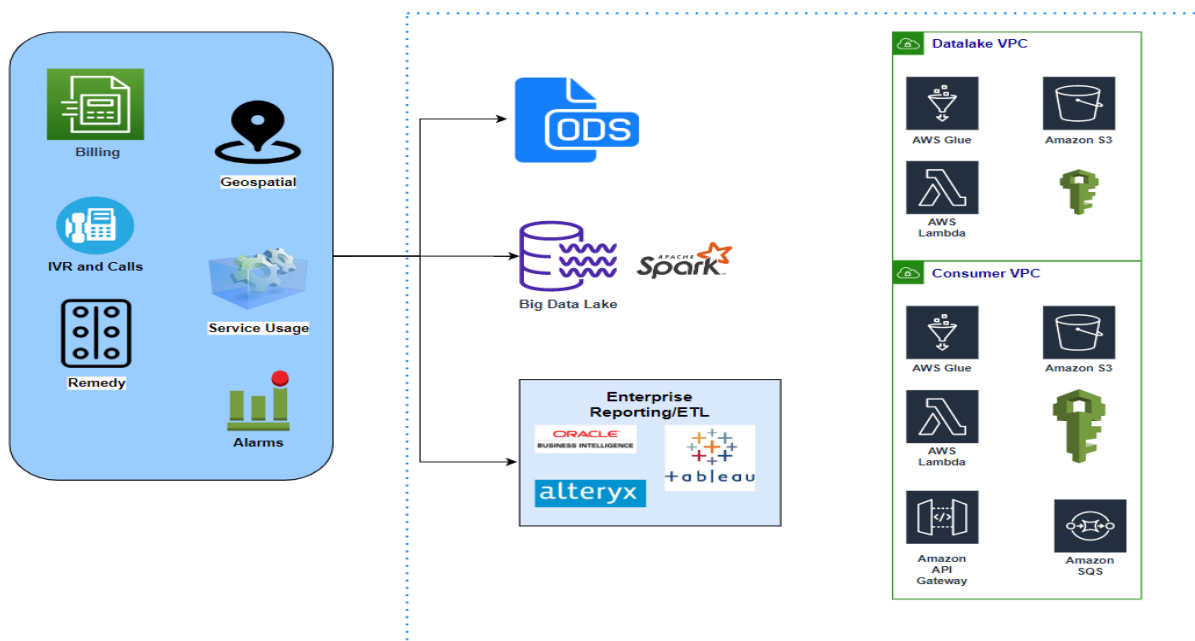 Billing
Geospatial
IVR and Calls
Service Usage
Remedy
Alarms
ODS
Big Data Lake
APACHE
Spark
Enterprise
Reporting/ETL
ORACLE
BUSINESS INTELLIGENCE
+ableau
alteryx
Datalake VPC
AWS Glue
Amazon S3
AWS
Lambda
Consumer VPC
AWS Glue
Amazon S3
AWS
Lambda
</>
Amazon
API
Gateway
Amazon
SQS